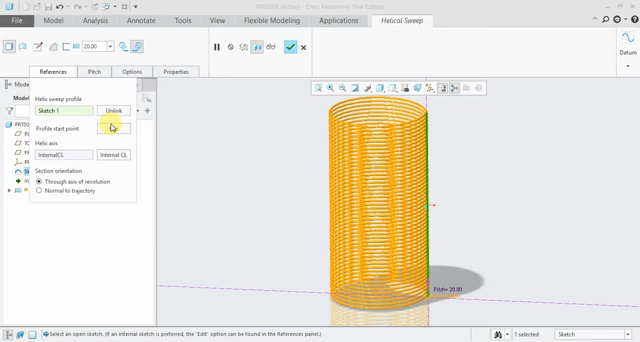 PRT0009 (Active) - Creo Parametric Trial Edition
File Model Analysis Annotate Tools View Flexible Modeling Applications Helical Sweep
20.00
Datum
References Pitch Options Properties
Helix sweep profile
Sketch 1 Unlink
Profile start point
Helix axis
InternalCL Internal CL
Section orientation
Through axis of revolution
Normal to trajectory
Pitch= 20.00
Select an open sketch. (If an internal sketch is preferred, the 'Edit' option can be found in the References panel.)
1 selected Sketch